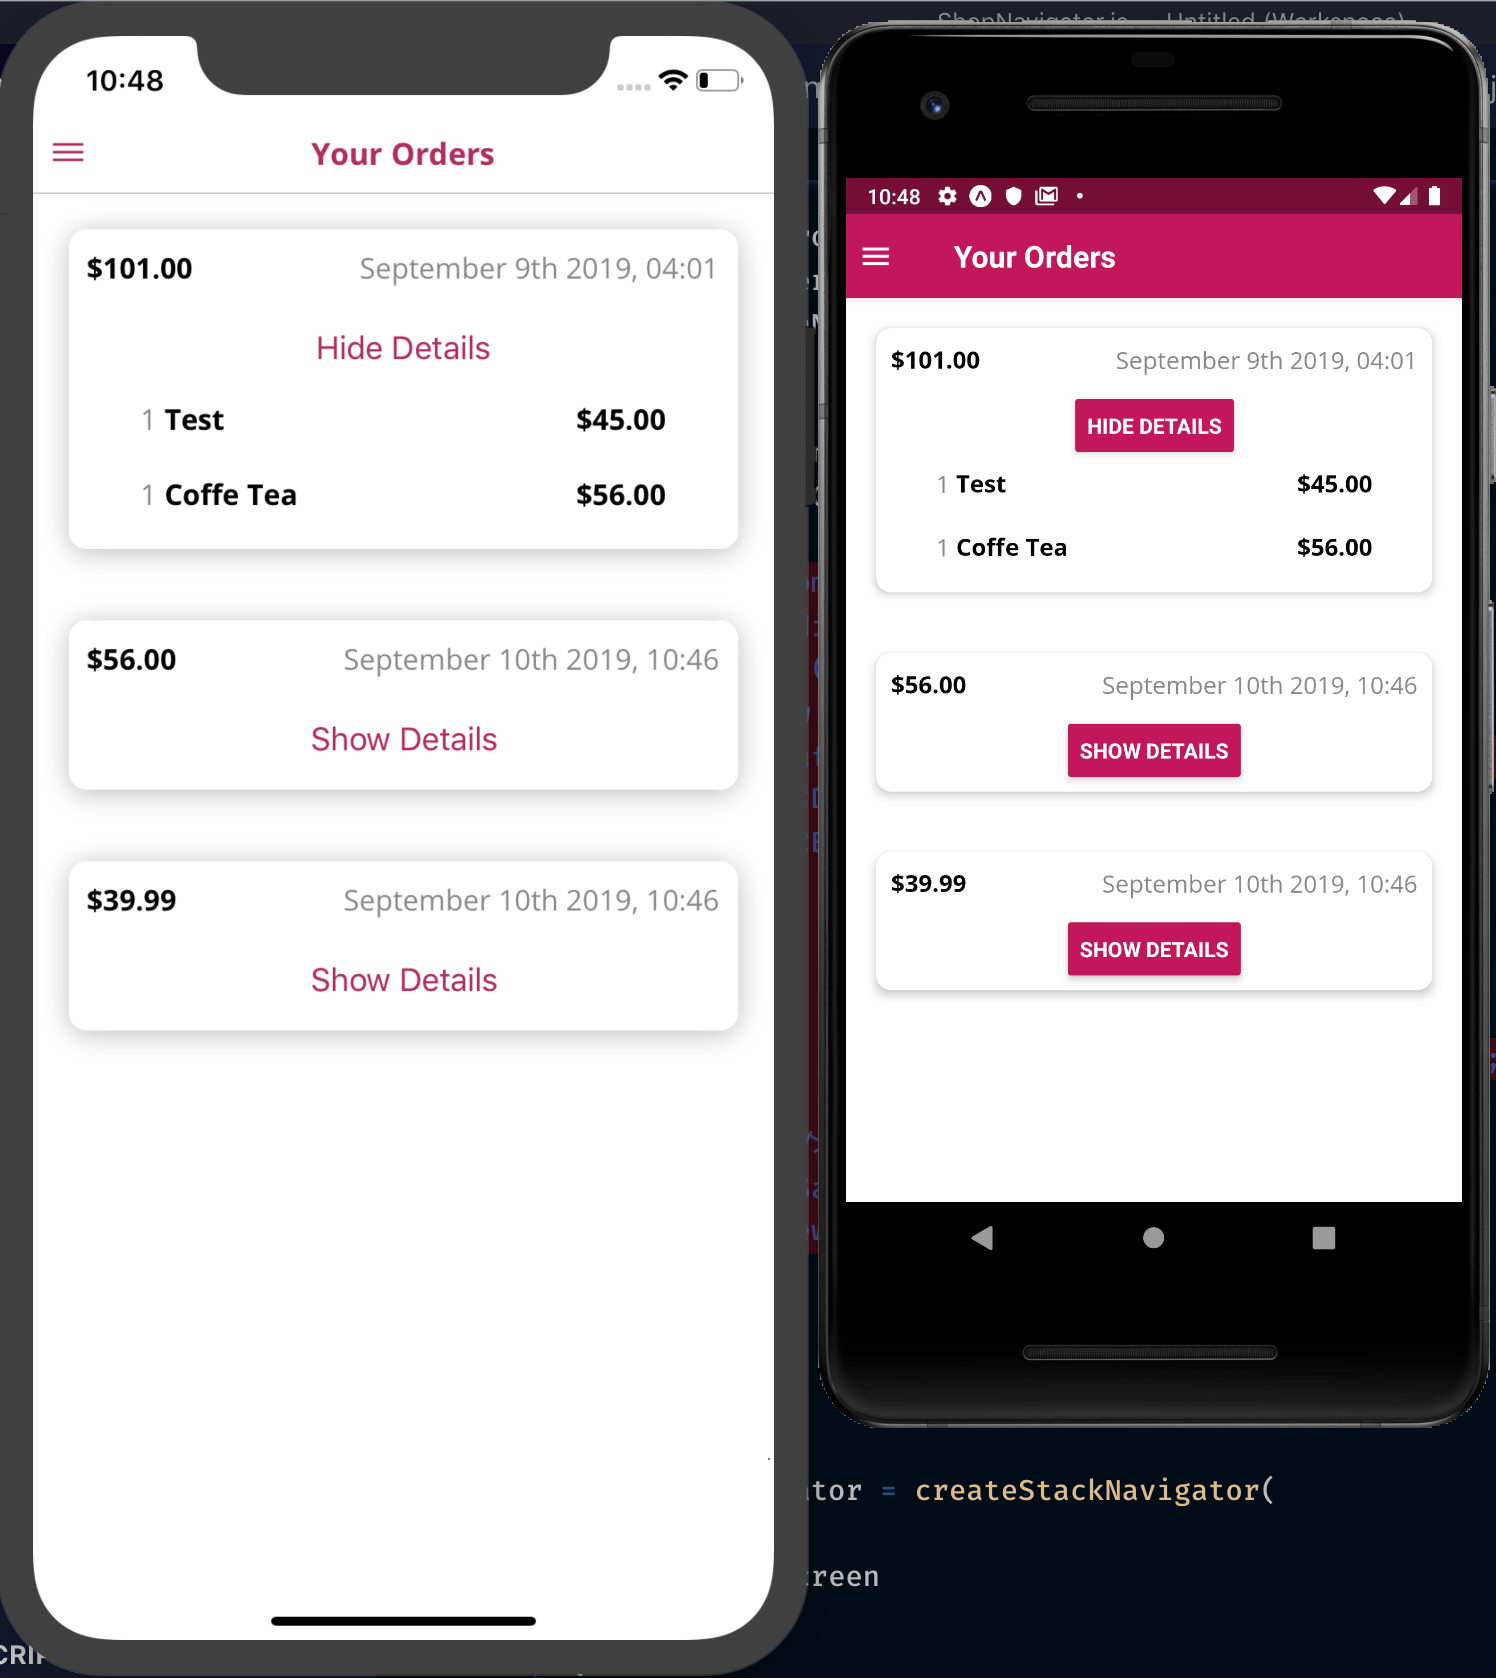 ShopNavigator.js — Untitled (Workspace)
10:48
Your Orders
$101.00 September 9th 2019, 04:01
Hide Details
1 Test $45.00
1 Coffe Tea $56.00
$56.00 September 10th 2019, 10:46
Show Details
$39.99 September 10th 2019, 10:46
Show Details
10:48
Your Orders
$101.00 September 9th 2019, 04:01
HIDE DETAILS
1 Test $45.00
1 Coffe Tea $56.00
$56.00 September 10th 2019, 10:46
SHOW DETAILS
$39.99 September 10th 2019, 10:46
SHOW DETAILS
ator = createStackNavigator(
creen